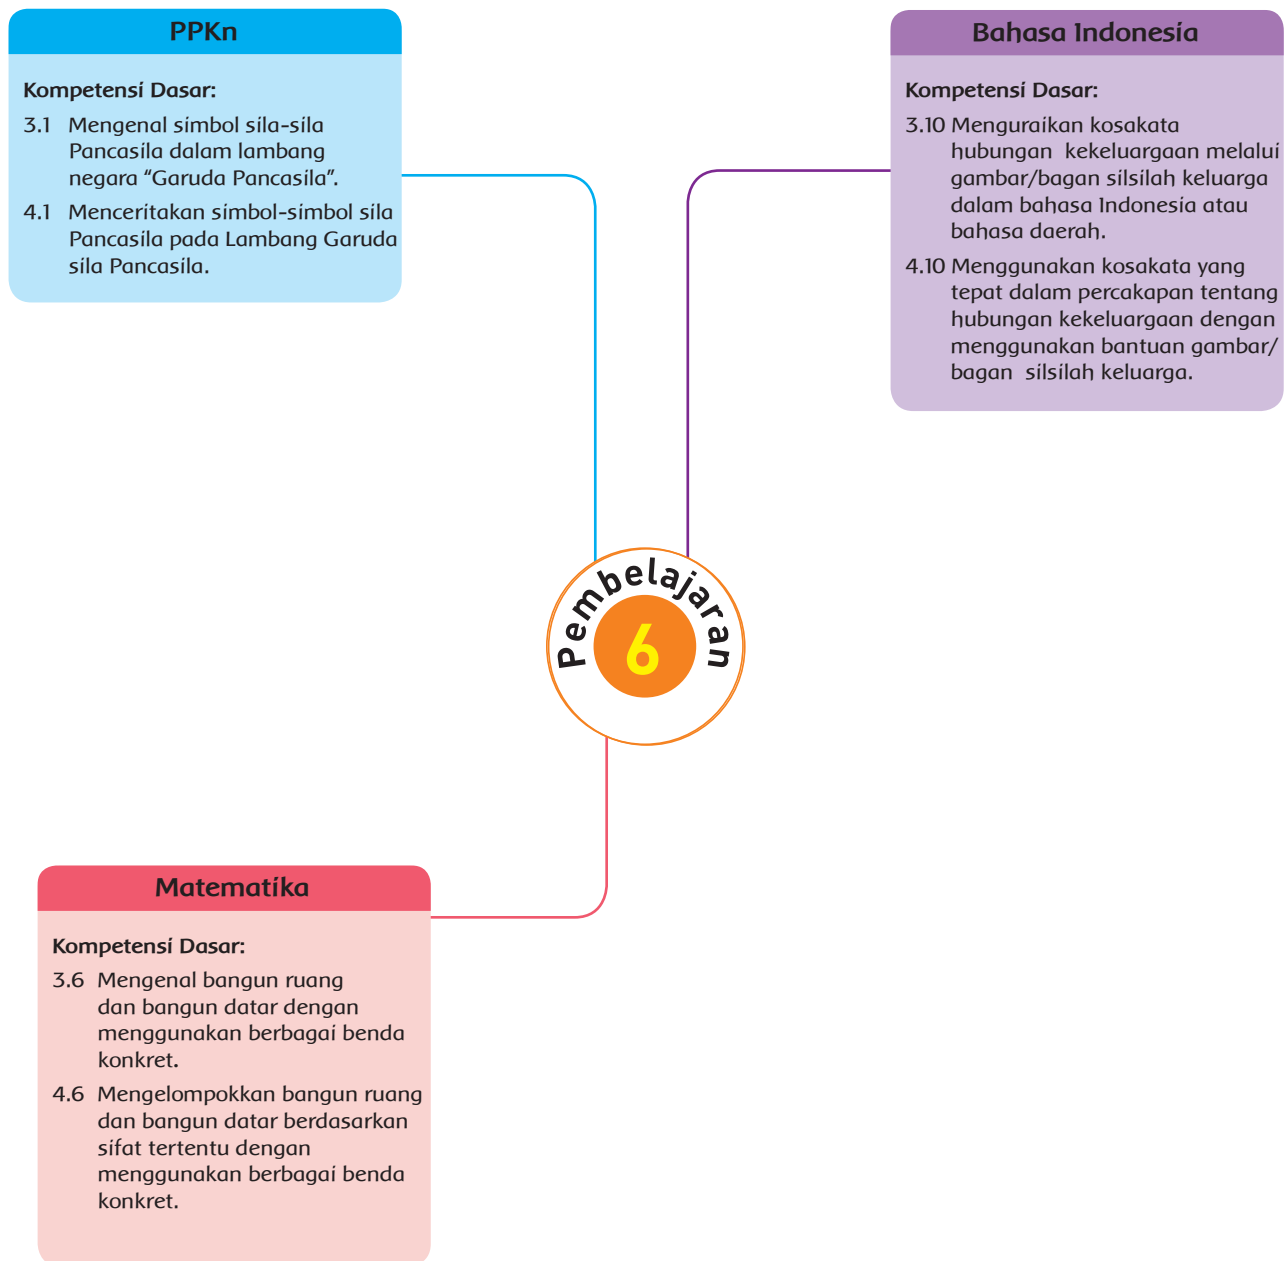 PPKn
Kompetensi Dasar:
3.1 Mengenal simbol sila-sila
Pancasila dalam lambang
negara “Garuda Pancasila”.
4.1 Menceritakan simbol-simbol sila
Pancasila pada Lambang Garuda
sila Pancasila.
Bahasa Indonesia
Kompetensi Dasar:
3.10 Menguraikan kosakata
hubungan kekeluargaan melalui
gambar/bagan silsilah keluarga
dalam bahasa Indonesia atau
bahasa daerah.
4.10 Menggunakan kosakata yang
tepat dalam percakapan tentang
hubungan kekeluargaan dengan
menggunakan bantuan gambar/
bagan silsilah keluarga.
Pembelajaran
6
Matematika
Kompetensi Dasar:
3.6 Mengenal bangun ruang
dan bangun datar dengan
menggunakan berbagai benda
konkret.
4.6 Mengelompokkan bangun ruang
dan bangun datar berdasarkan
sifat tertentu dengan
menggunakan berbagai benda
konkret.